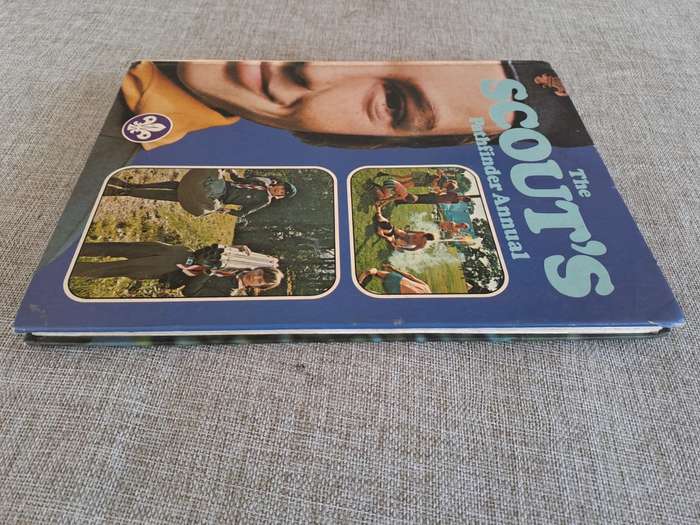 The
SCOUT'S
Pathfinder Annual